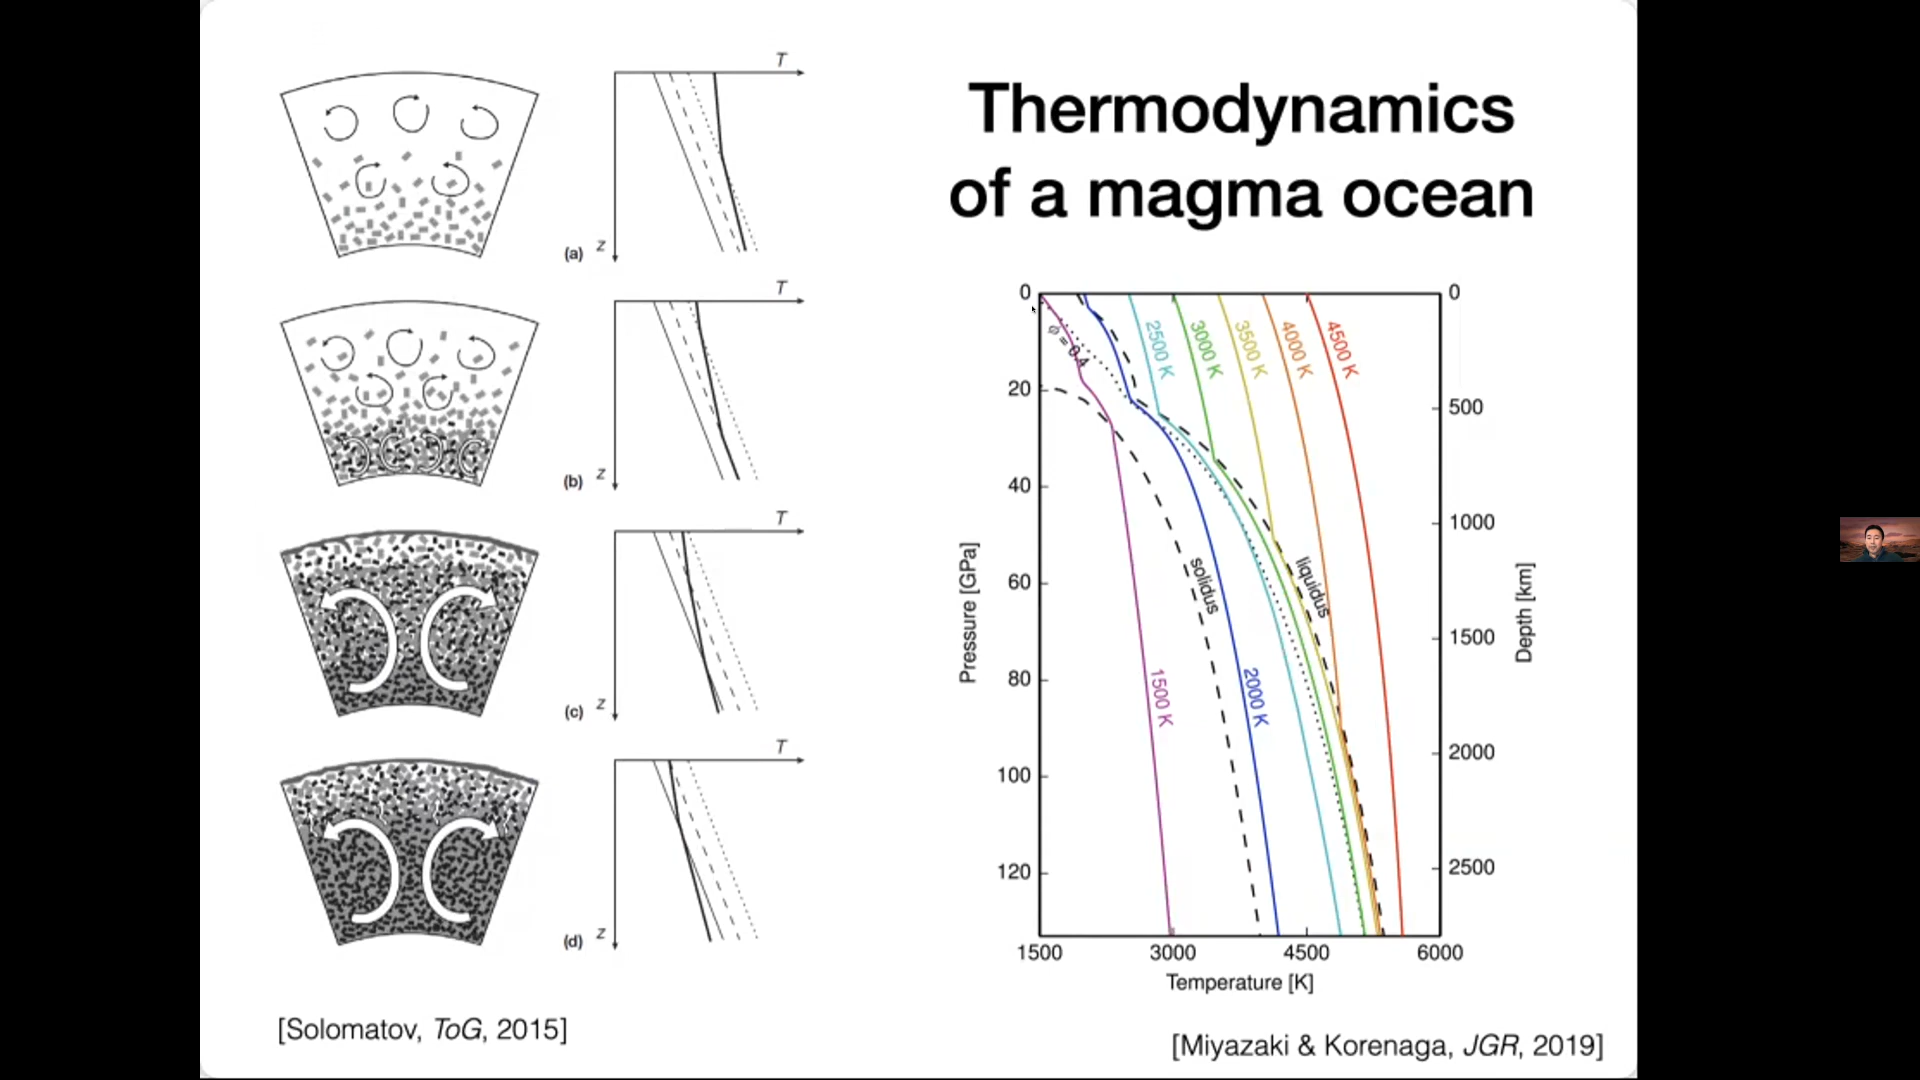 Thermodynamics
of a magma ocean
T
z
(a)
T
z
(b)
T
z
(c)
T
z
(d)
[Solomatov, ToG, 2015]
0
20
40
60
80
100
120
Pressure [GPa]
1500
3000
4500
6000
Temperature [K]
0
500
1000
1500
2000
2500
Depth [km]
ϕ = 0.4
2500 K
3000 K
3500 K
4000 K
4500 K
solidus
liquidus
1500 K
2000 K
[Miyazaki & Korenaga, JGR, 2019]